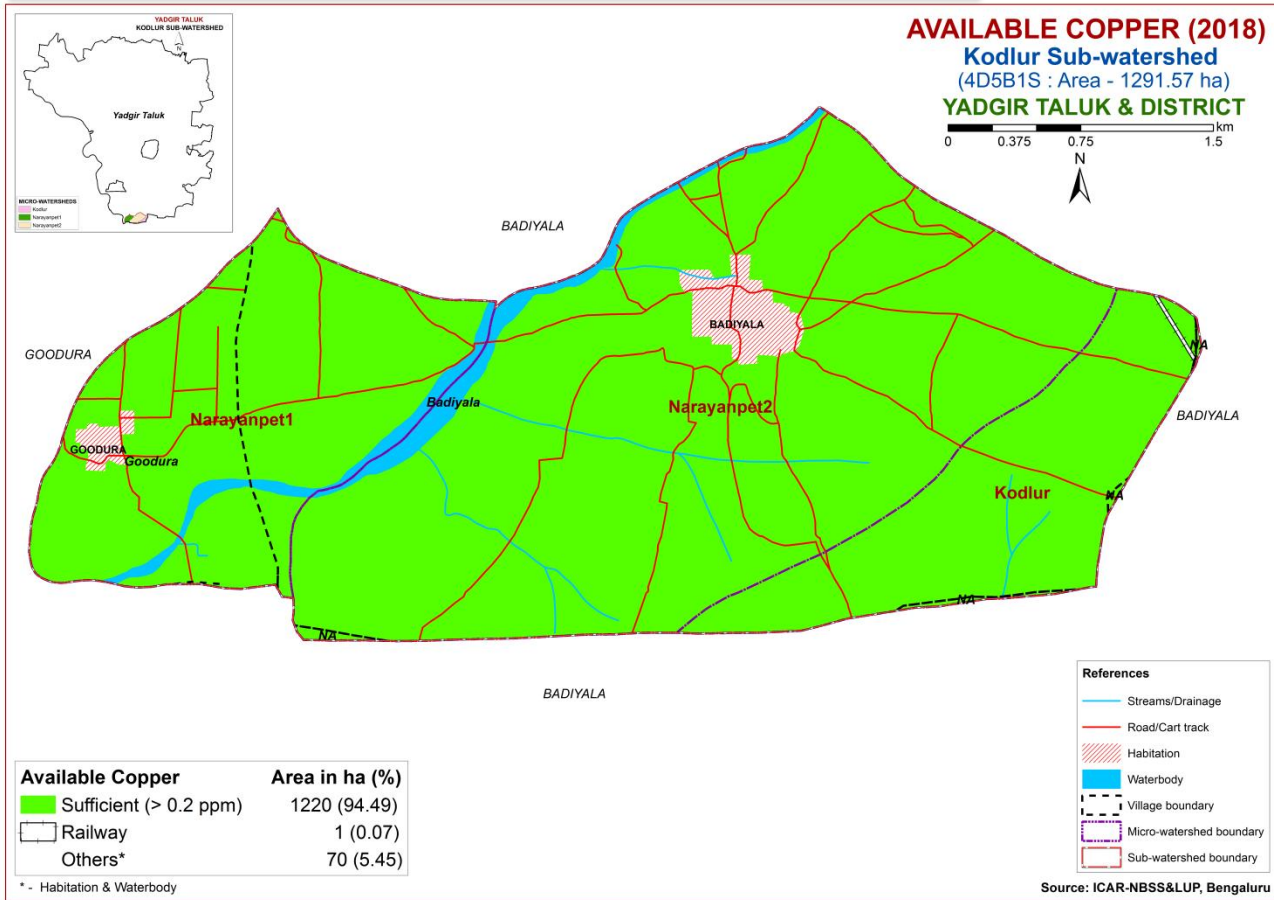 YADGIR TALUK
KODLUR SUB-WATERSHED
N
Yadgir Taluk
MICRO-WATERSHEDS
Kodlur
Narayanpet1
Narayanpet2
AVAILABLE COPPER (2018)
Kodlur Sub-watershed
(4D5B1S : Area - 1291.57 ha)
YADGIR TALUK & DISTRICT
km
0 0.375 0.75 1.5
N
BADIYALA
GOODURA
BADIYALA
NA
Badiyala
Narayanpet2
BADIYALA
Narayanpet1
GOODURA
Goodura
Kodlur
NA
NA
NA
BADIYALA
References
Streams/Drainage
Road/Cart track
Habitation
Waterbody
Village boundary
Micro-watershed boundary
Sub-watershed boundary
Available Copper Area in ha (%)
Sufficient (> 0.2 ppm) 1220 (94.49)
Railway 1 (0.07)
Others* 70 (5.45)
* - Habitation & Waterbody
Source: ICAR-NBSS&LUP, Bengaluru